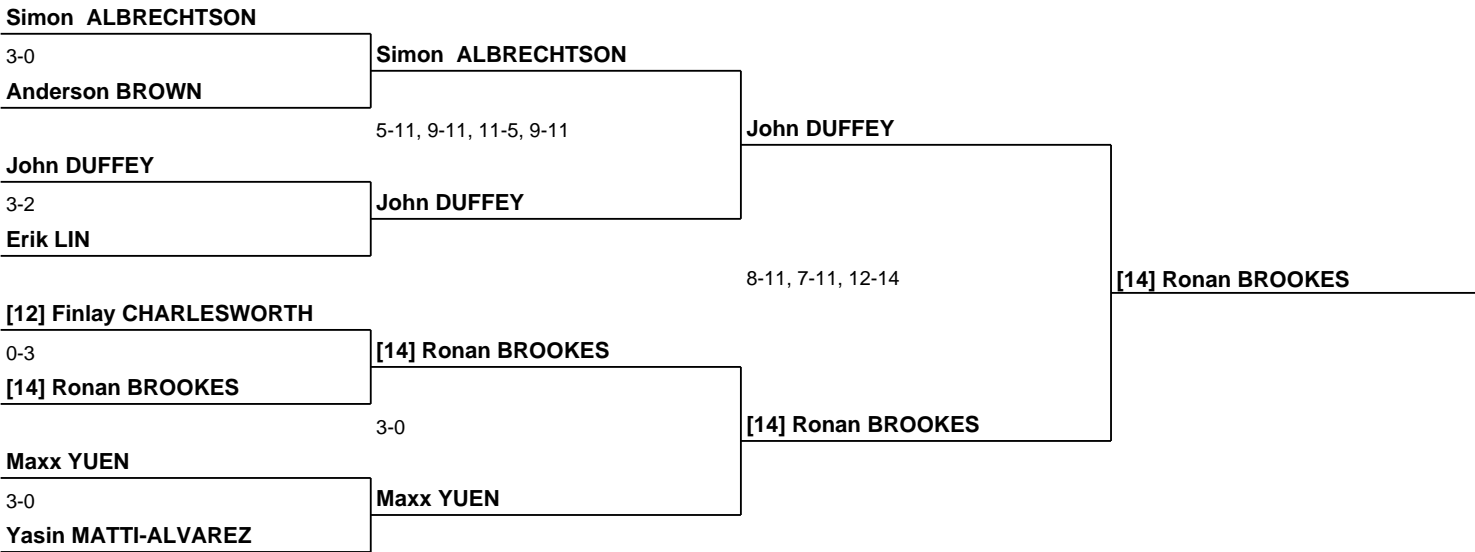 Simon  ALBRECHTSON
3-0
Simon  ALBRECHTSON
Anderson BROWN
5-11, 9-11, 11-5, 9-11
John DUFFEY
John DUFFEY
3-2
John DUFFEY
Erik LIN
8-11, 7-11, 12-14
[14] Ronan BROOKES
[12] Finlay CHARLESWORTH
0-3
[14] Ronan BROOKES
[14] Ronan BROOKES
3-0
[14] Ronan BROOKES
Maxx YUEN
3-0
Maxx YUEN
Yasin MATTI-ALVAREZ